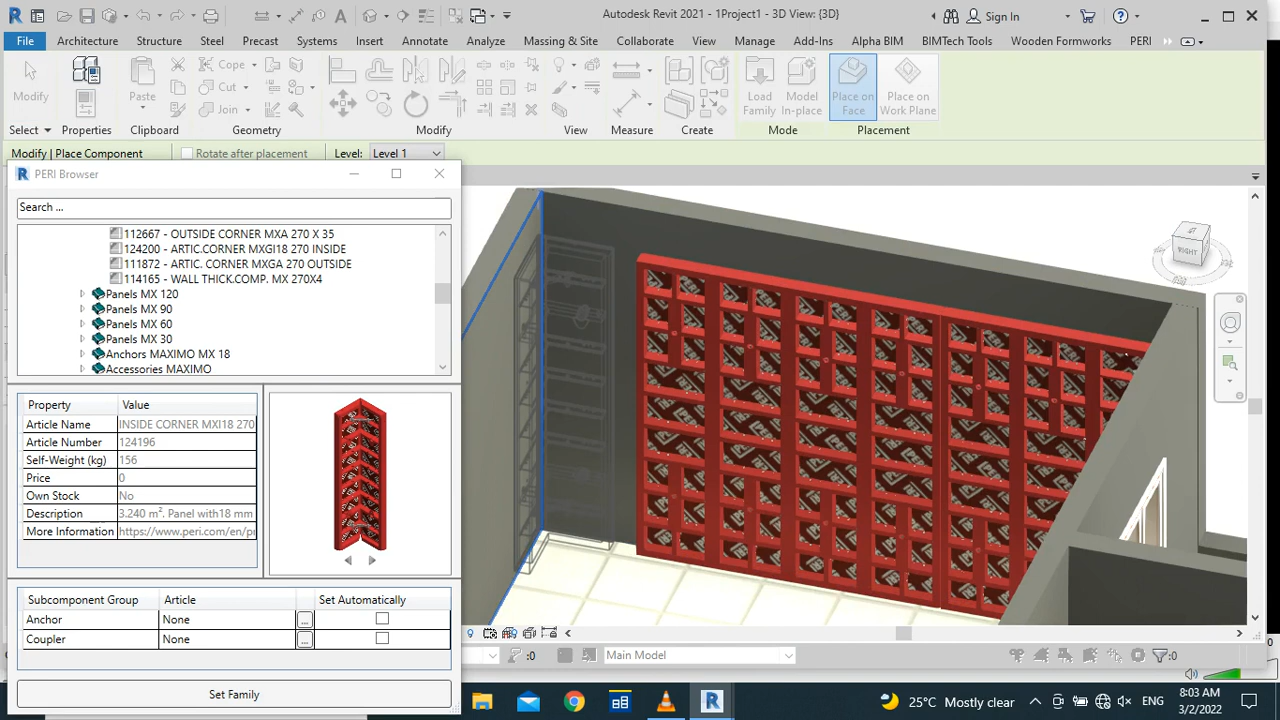 Autodesk Revit 2021 - 1Project1 - 3D View: {3D}
Sign In
File Architecture Structure Steel Precast Systems Insert Annotate Analyze Massing & Site Collaborate View Manage Add-Ins Alpha BIM BIMTech Tools Wooden Formworks PERI
Modify Paste Cope Cut Join Load Family Model In-place Place on Face Place on Work Plane
Select Properties Clipboard Geometry Modify View Measure Create Mode Placement
Modify | Place Component Rotate after placement Level: Level 1
PERI Browser
Search ...
112667 - OUTSIDE CORNER MXA 270 X 35
124200 - ARTIC.CORNER MXGI18 270 INSIDE
111872 - ARTIC. CORNER MXGA 270 OUTSIDE
114165 - WALL THICK.COMP. MX 270X4
Panels MX 120
Panels MX 90
Panels MX 60
Panels MX 30
Anchors MAXIMO MX 18
Accessories MAXIMO
Property Value
Article Name INSIDE CORNER MXI18 270
Article Number 124196
Self-Weight (kg) 156
Price 0
Own Stock No
Description 3.240 m². Panel with18 mm
More Information https://www.peri.com/en/pr
Subcomponent Group Article Set Automatically
Anchor None ...
Coupler None ...
Set Family
RIGHT
:0 Main Model :0
25°C Mostly clear ENG 8:03 AM
3/2/2022